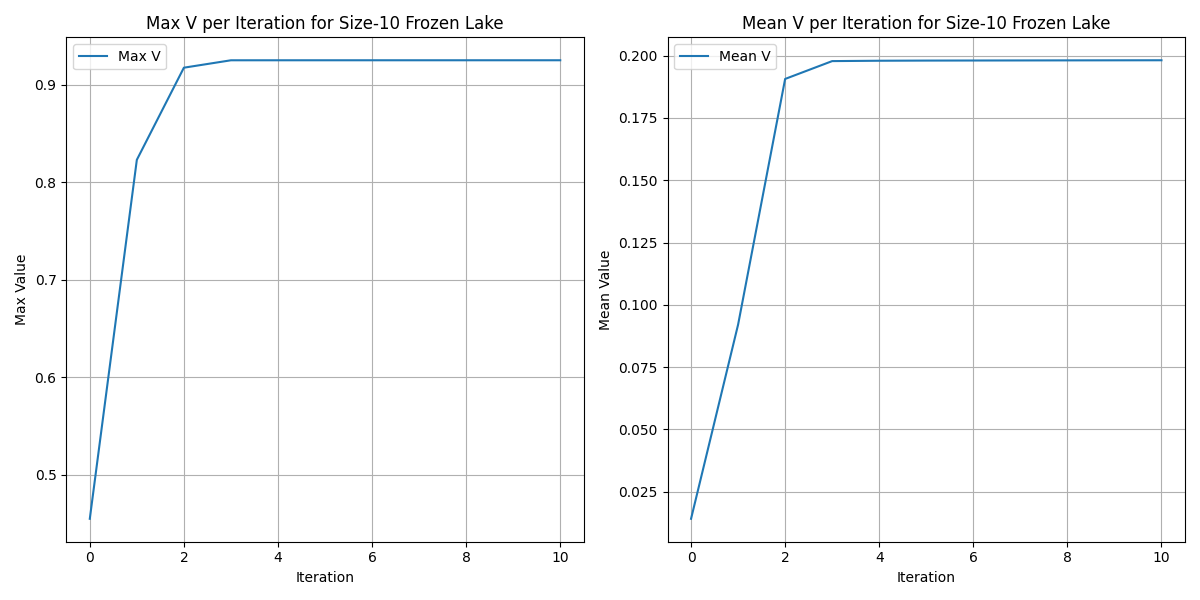 Max V per Iteration for Size-10 Frozen Lake
Max V
0.9
0.8
0.7
0.6
0.5
Max Value
0 2 4 6 8 10
Iteration
Mean V per Iteration for Size-10 Frozen Lake
Mean V
0.200
0.175
0.150
0.125
0.100
0.075
0.050
0.025
Mean Value
0 2 4 6 8 10
Iteration